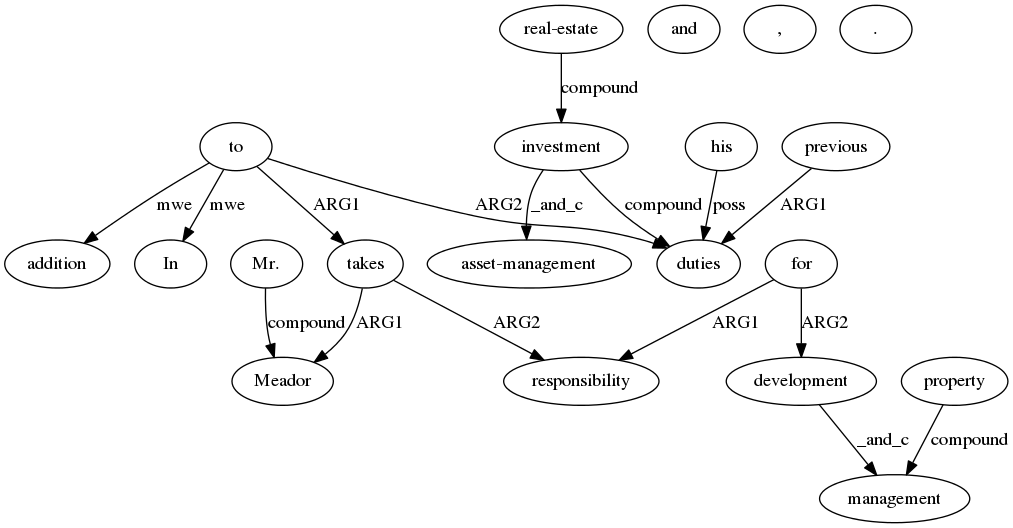 real-estate and , .
compound
to investment his previous
mwe mwe ARG1 ARG2 _and_c compound poss ARG1
addition In Mr. takes asset-management duties for
compound ARG1 ARG2 ARG1 ARG2
Meador responsibility development property
_and_c compound
management